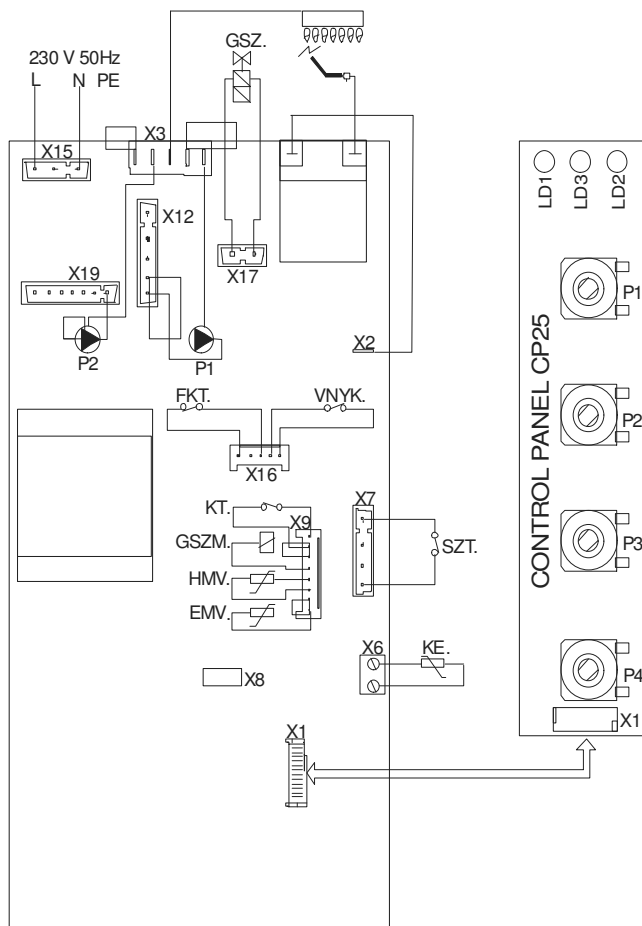 GSZ.
230 V 50Hz
L N PE
X3
X15
X12
X17
X19
P2
P1
X2
FKT.
VNYK.
X16
KT.
X9
X7
GSZM.
SZT.
HMV.
EMV.
X6
KE.
X8
X1
LD1
LD3
LD2
P1
P2
CONTROL PANEL CP25
P3
P4
X1